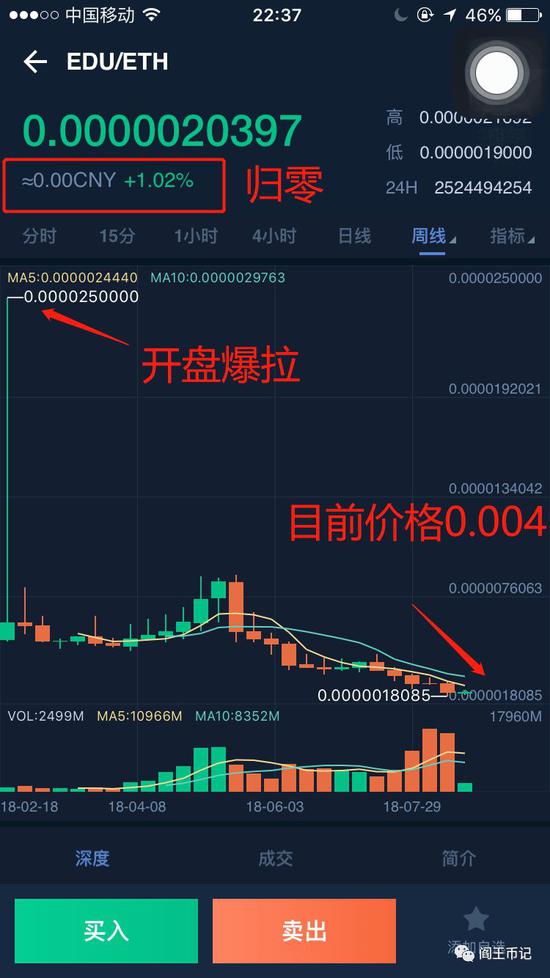 中国移动 22:37 46%
EDU/ETH
0.0000020397
高
低 0.0000019000
24H 2524494254
≈0.00CNY +1.02%
归零
分时 15分 1小时 4小时 日线 周线 指标
MA5:0.0000024440 MA10:0.0000029763
0.0000250000
0.0000250000
开盘爆拉
0.0000192021
0.0000134042
目前价格0.004
0.0000076063
0.0000018085
0.0000018085
VOL:2499M MA5:10966M MA10:8352M
17960M
18-02-18 18-04-08 18-06-03 18-07-29
深度 成交 简介
买入 卖出
添加自选
阎王币记